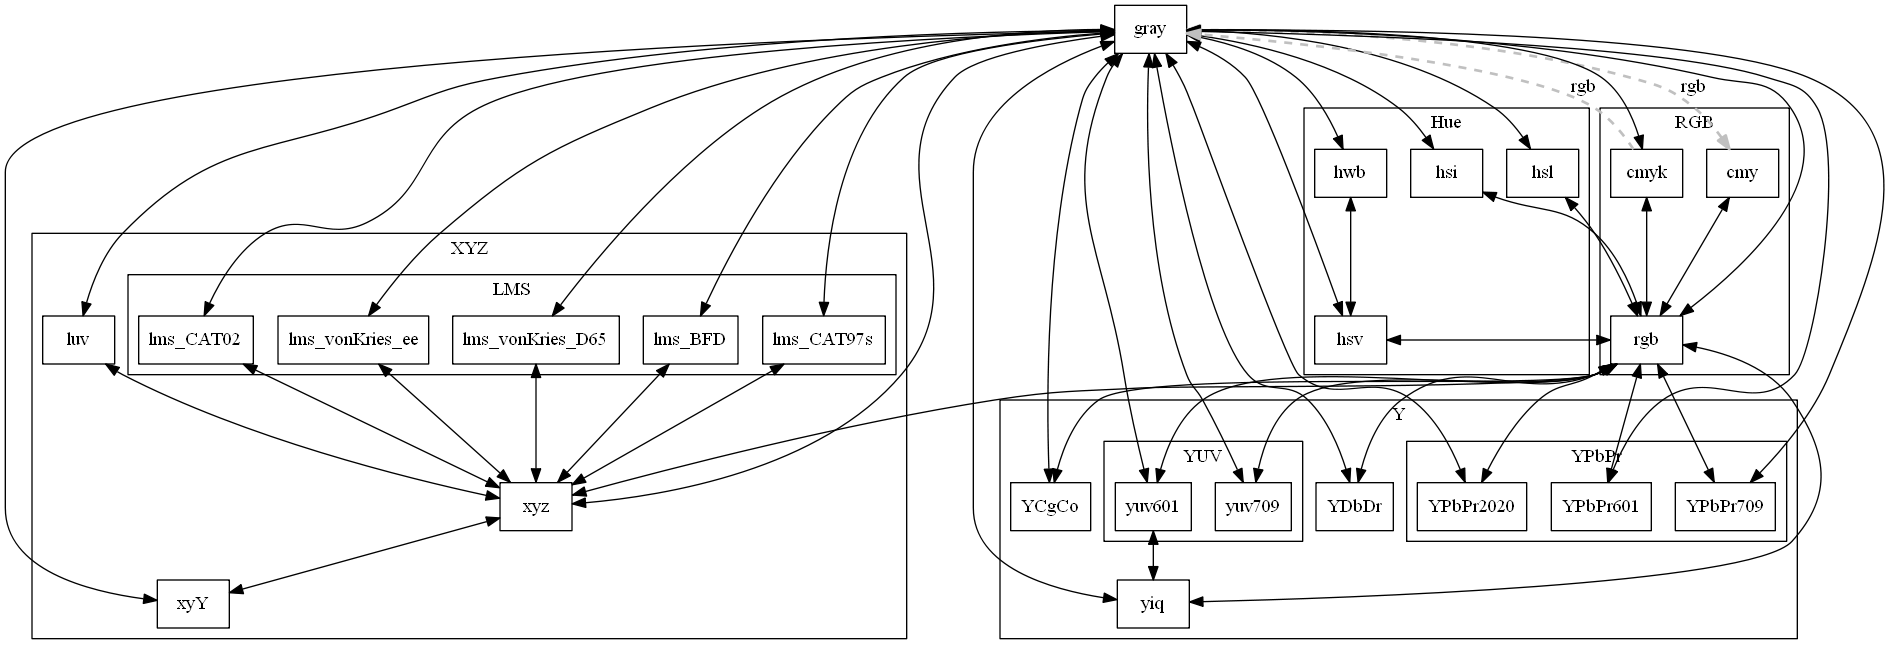 gray
rgb
rgb
Hue
RGB
hwb
hsi
hsl
cmyk
cmy
XYZ
LMS
luv
lms_CAT02
lms_vonKries_ee
lms_vonKries_D65
lms_BFD
lms_CAT97s
hsv
rgb
Y
YUV
YPbPr
xyz
YCgCo
yuv601
yuv709
YDbDr
YPbPr2020
YPbPr601
YPbPr709
xyY
yiq